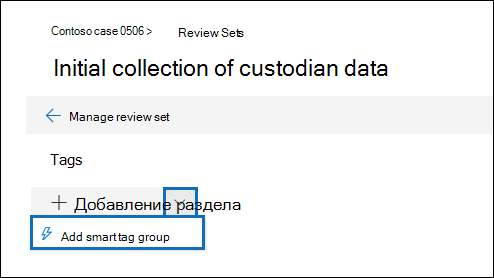 Contoso case 0506 > Review Sets
Initial collection of custodian data
Manage review set
Tags
Добавление раздела
Add smart tag group